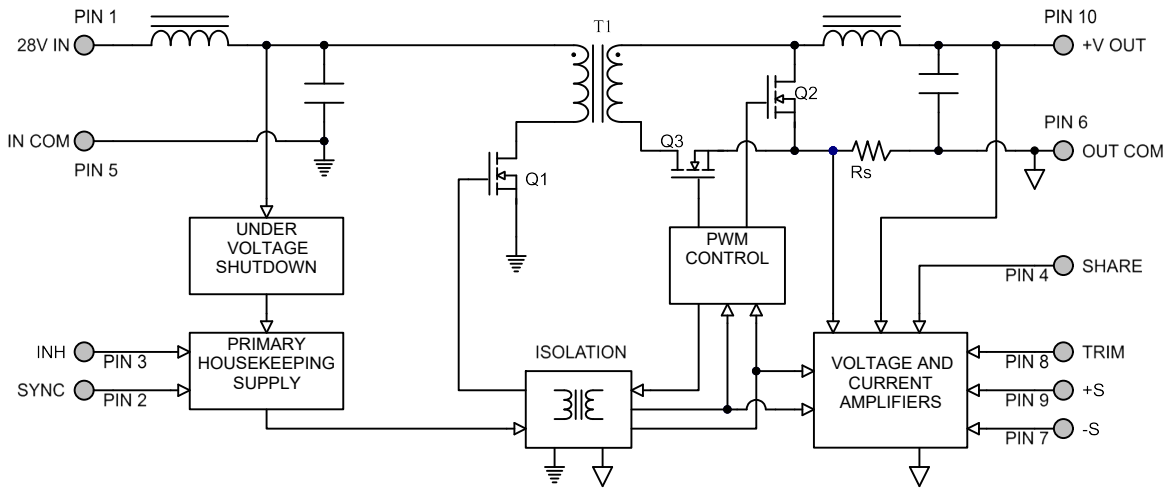 PIN 1
T1
PIN 10
28V IN
+V OUT
Q2
PIN 6
IN COM
Q3
OUT COM
PIN 5
Rs
Q1
UNDER
VOLTAGE
SHUTDOWN
PWM
CONTROL
SHARE
PIN 4
PRIMARY
HOUSEKEEPING
SUPPLY
INH
PIN 3
ISOLATION
VOLTAGE AND
CURRENT
AMPLIFIERS
TRIM
PIN 8
SYNC
PIN 2
+S
PIN 9
-S
PIN 7